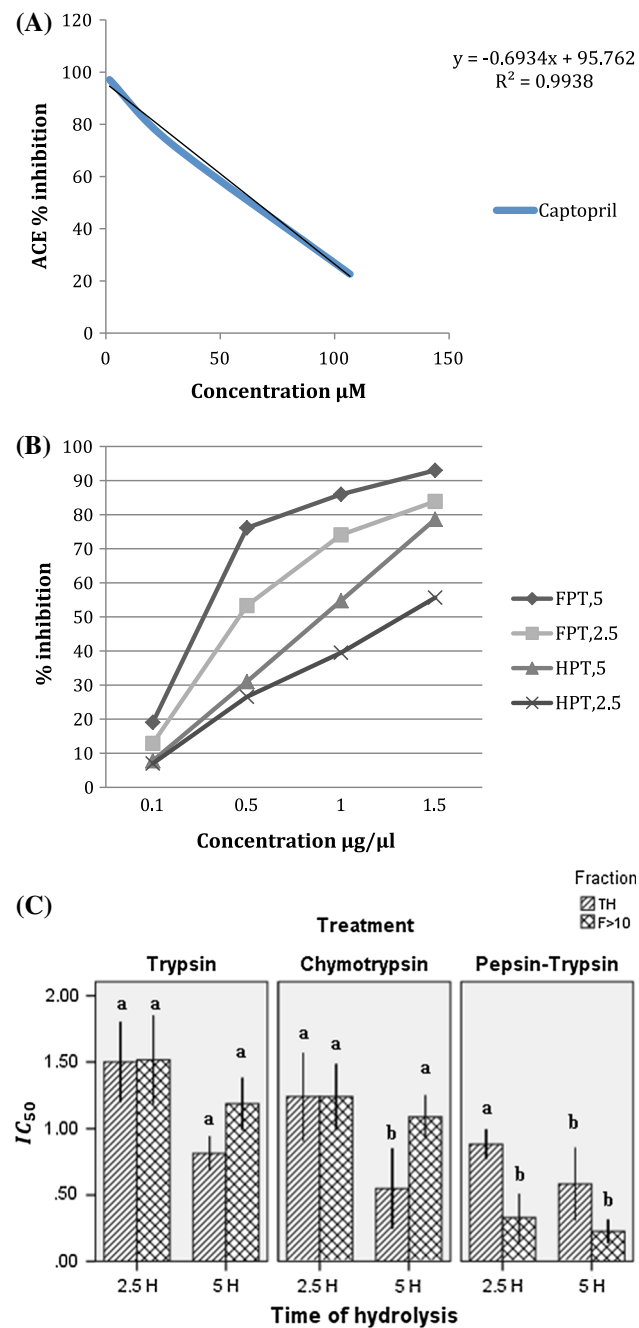 (A)
120
100
80
60
40
20
0
0 50 100 150
ACE % inhibition
Concentration µM
y = -0.6934x + 95.762
R² = 0.9938
Captopril
(B)
100
90
80
70
60
50
40
30
20
10
0
0.1 0.5 1 1.5
% inhibition
Concentration µg/µl
FPT,5
FPT,2.5
HPT,5
HPT,2.5
(C)
Fraction
TH
F>10
Treatment
Trypsin Chymotrypsin Pepsin-Trypsin
2.00
1.50
1.00
.50
.00
IC50
a a a a
a a b a
a b b b
2.5 H 5 H 2.5 H 5 H 2.5 H 5 H
Time of hydrolysis